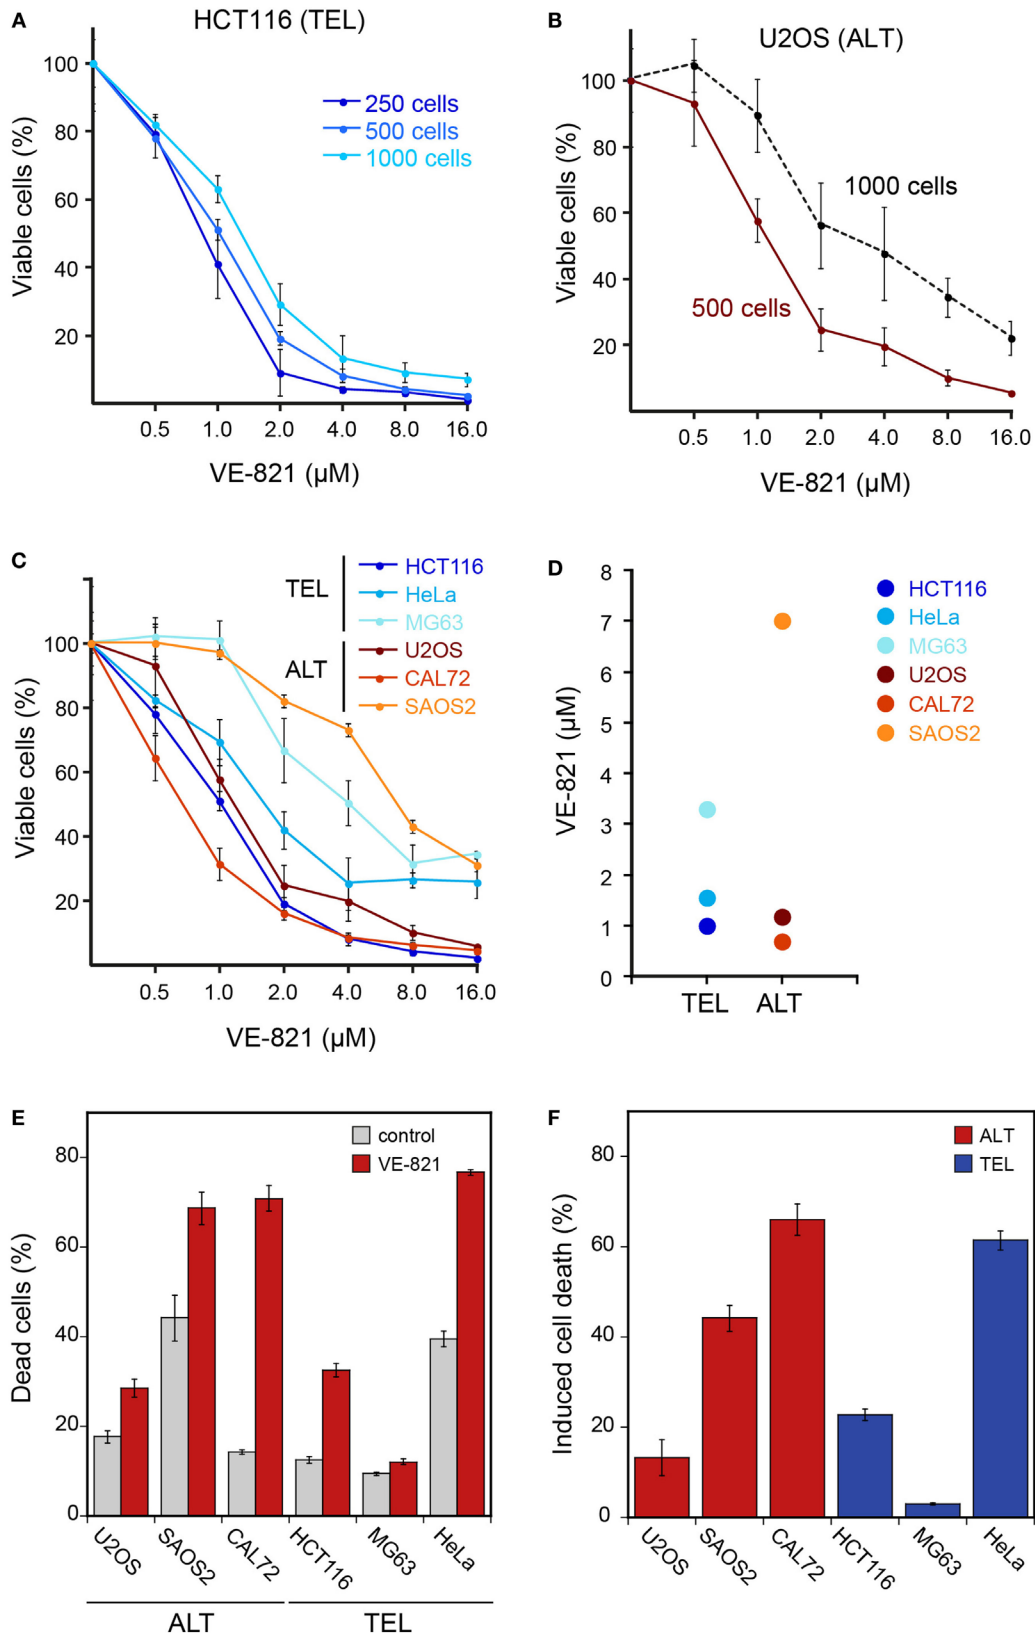 A
HCT116 (TEL)
Viable cells (%)
100
80
60
40
20
250 cells
500 cells
1000 cells
0.5 1.0 2.0 4.0 8.0 16.0
VE-821 (µM)
B
U2OS (ALT)
Viable cells (%)
100
80
60
40
20
1000 cells
500 cells
0.5 1.0 2.0 4.0 8.0 16.0
VE-821 (µM)
C
TEL
HCT116
HeLa
MG63
ALT
U2OS
CAL72
SAOS2
Viable cells (%)
100
80
60
40
20
0.5 1.0 2.0 4.0 8.0 16.0
VE-821 (µM)
D
VE-821 (µM)
8
7
6
5
4
3
2
1
0
HCT116
HeLa
MG63
U2OS
CAL72
SAOS2
TEL ALT
E
Dead cells (%)
80
60
40
20
0
control
VE-821
U2OS SAOS2 CAL72 HCT116 MG63 HeLa
ALT TEL
F
Induced cell death (%)
80
60
40
20
0
ALT
TEL
U2OS SAOS2 CAL72 HCT116 MG63 HeLa